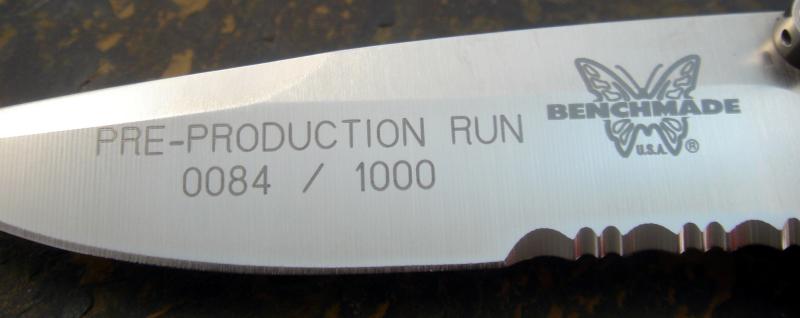 PRE-PRODUCTION RUN
0084 / 1000
BENCHMADE
U.S.A. ®